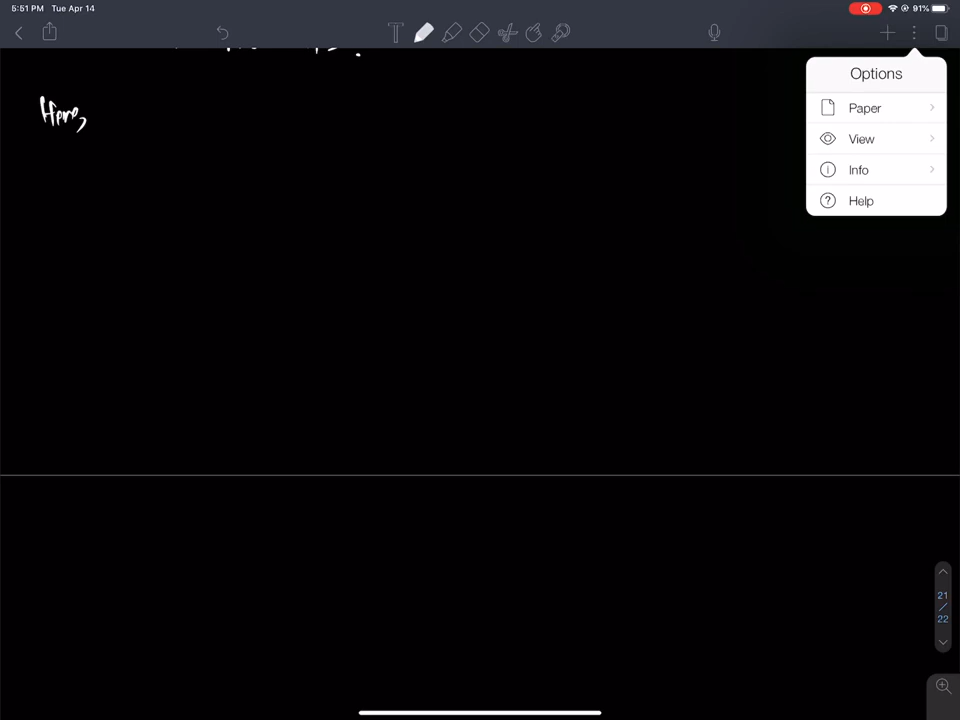 5:51 PM Tue Apr 14
91%
T
Options
Here,
Paper
View
Info
Help
21
/
22